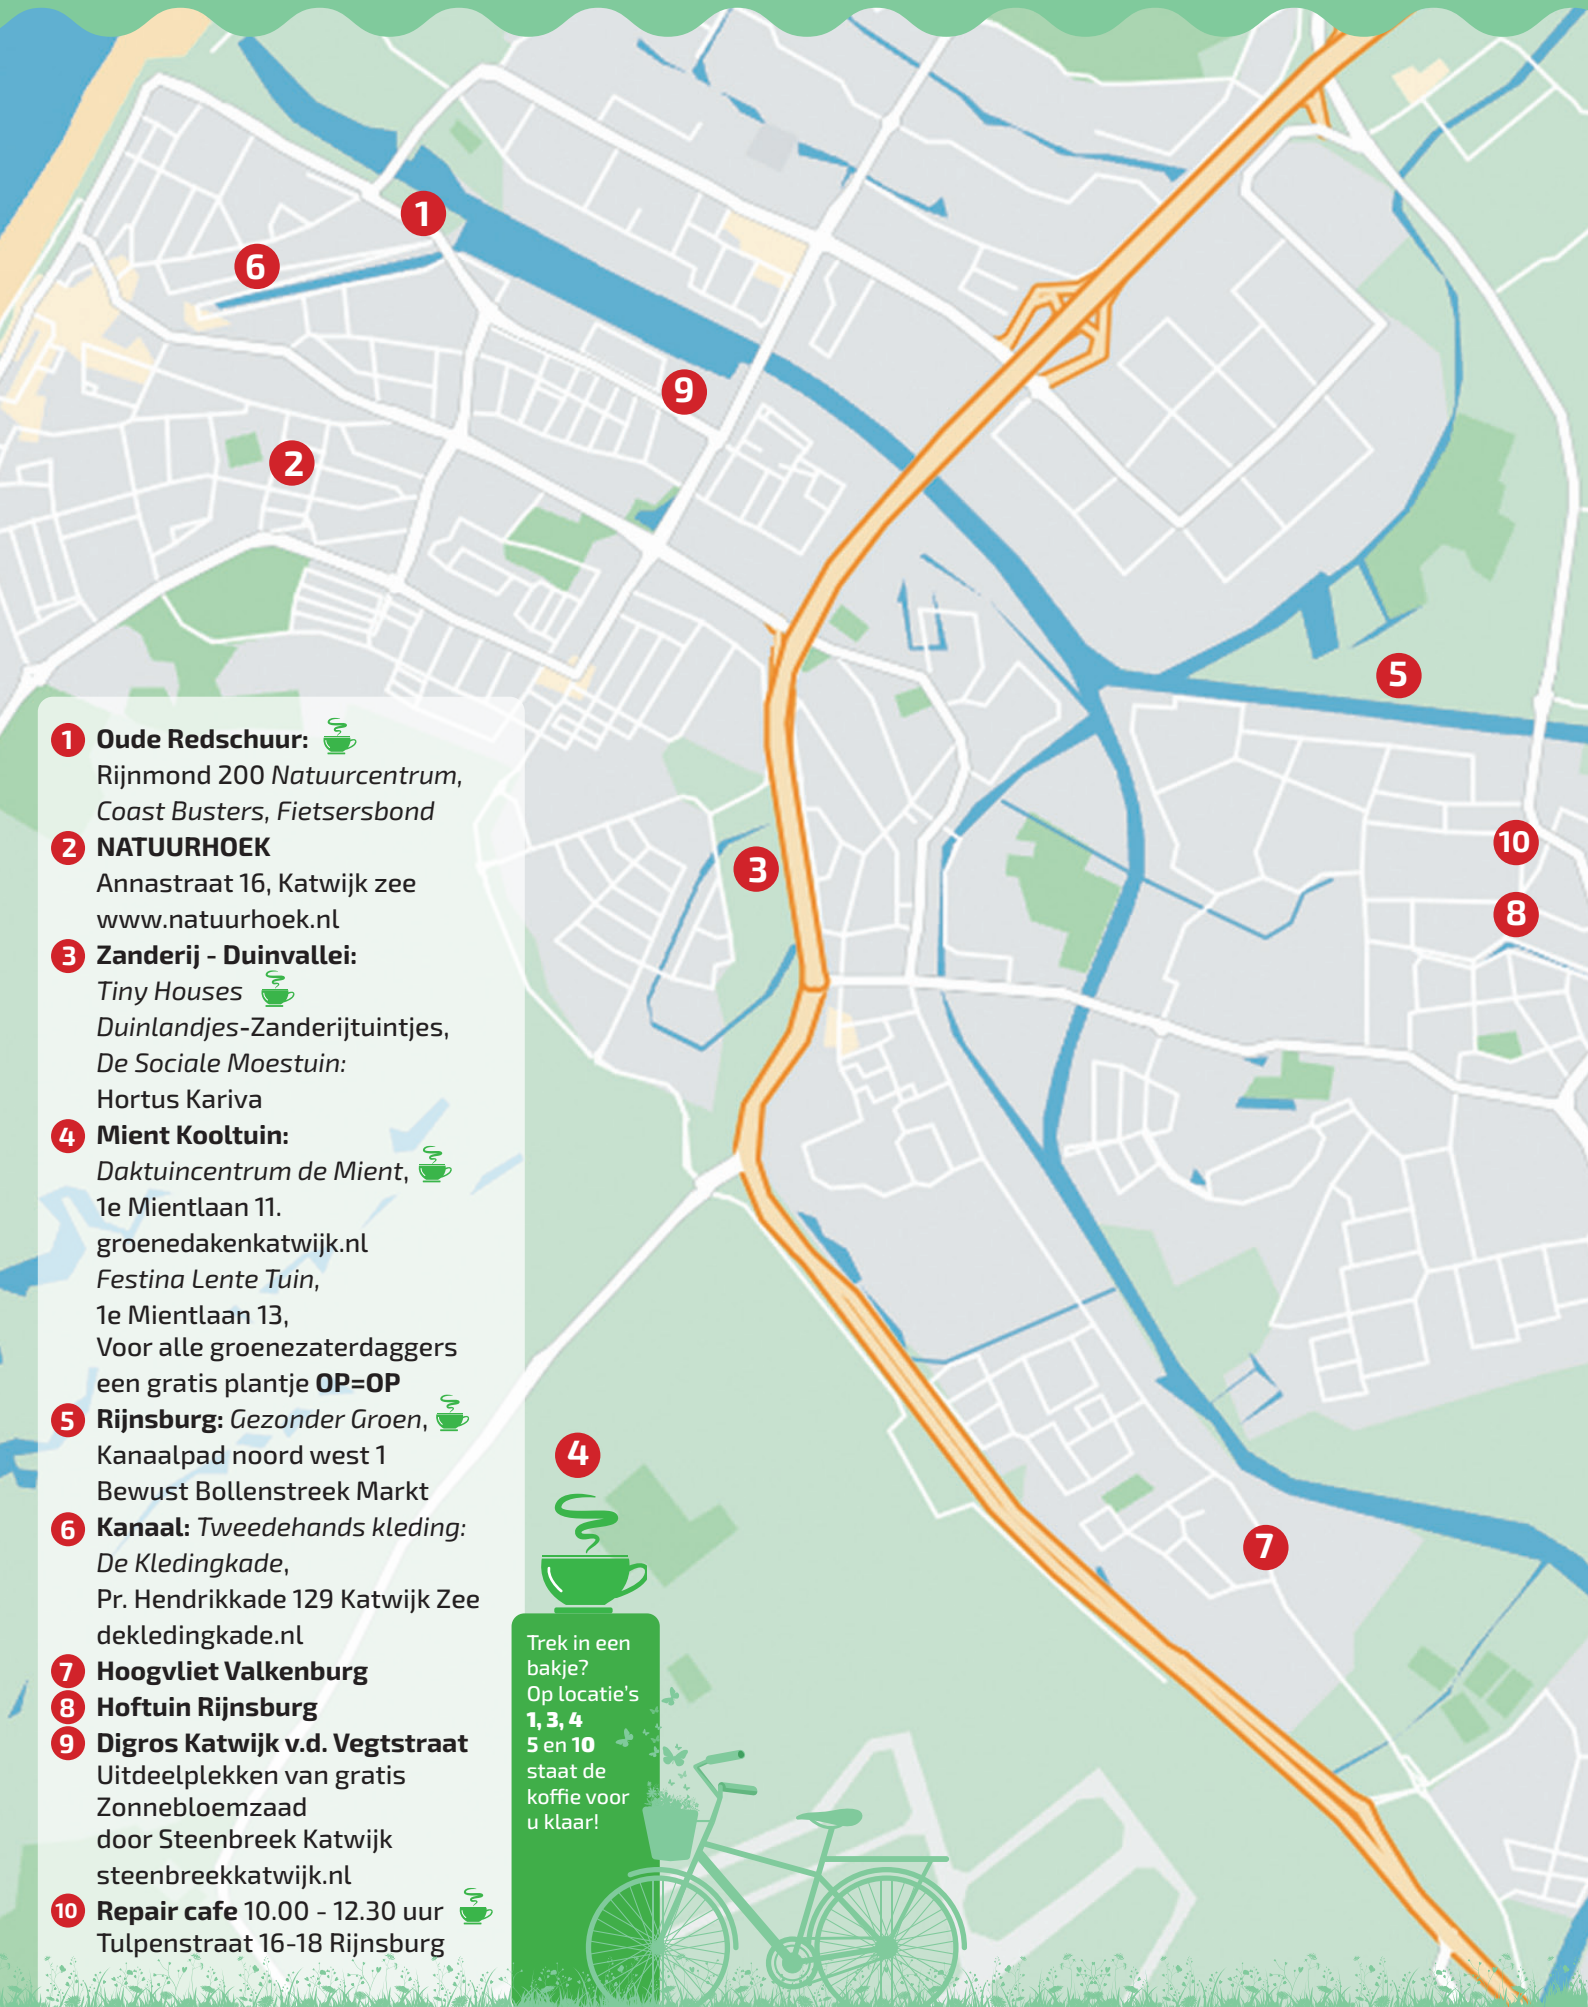 1
6
9
2
5
3
10
8
4
7
1 Oude Redschuur:
Rijnmond 200 Natuurcentrum,
Coast Busters, Fietsersbond
2 NATUURHOEK
Annastraat 16, Katwijk zee
www.natuurhoek.nl
3 Zanderij - Duinvallei:
Tiny Houses
Duinlandjes-Zanderijtuintjes,
De Sociale Moestuin:
Hortus Kariva
4 Mient Kooltuin:
Daktuincentrum de Mient,
1e Mientlaan 11.
groenedakenkatwijk.nl
Festina Lente Tuin,
1e Mientlaan 13,
Voor alle groenezaterdaggers
een gratis plantje OP=OP
5 Rijnsburg: Gezonder Groen,
Kanaalpad noord west 1
Bewust Bollenstreek Markt
6 Kanaal: Tweedehands kleding:
De Kledingkade,
Pr. Hendrikkade 129 Katwijk Zee
dekledingkade.nl
7 Hoogvliet Valkenburg
8 Hoftuin Rijnsburg
9 Digros Katwijk v.d. Vegtstraat
Uitdeelplekken van gratis
Zonnebloemzaad
door Steenbreek Katwijk
steenbreekkatwijk.nl
10 Repair cafe 10.00 - 12.30 uur
Tulpenstraat 16-18 Rijnsburg
Trek in een
bakje?
Op locatie's
1, 3, 4
5 en 10
staat de
koffie voor
u klaar!